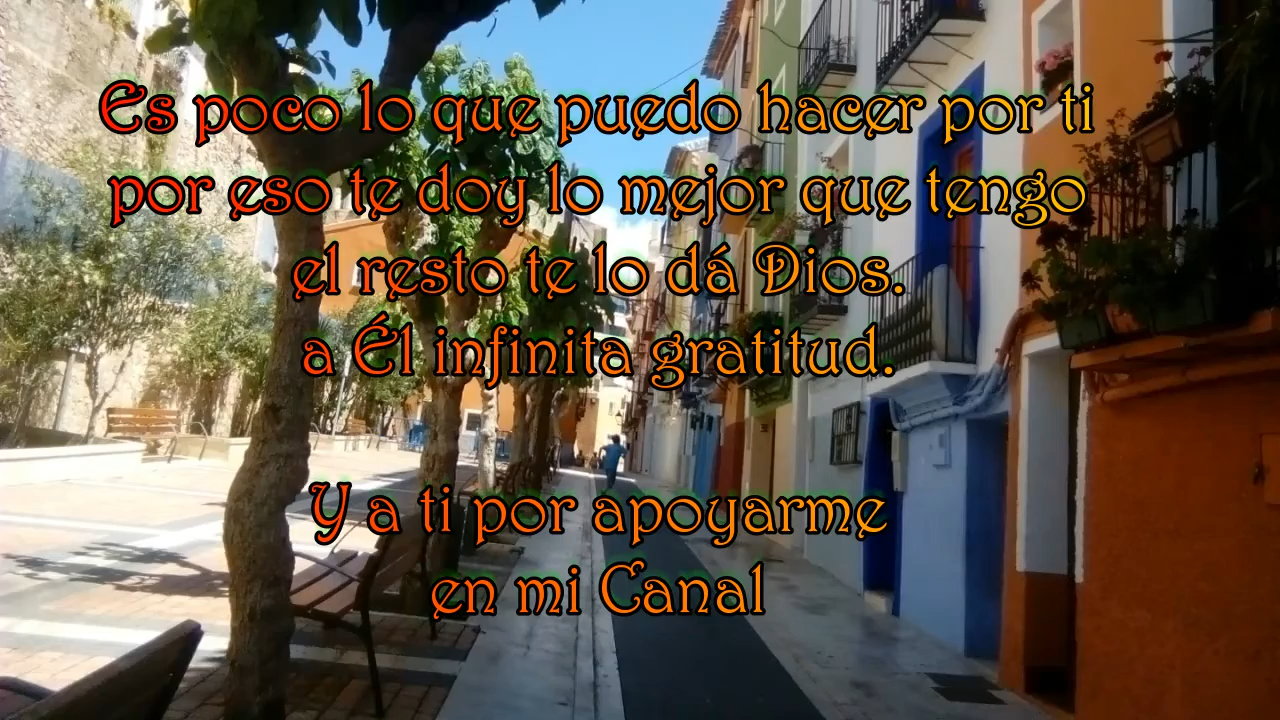 Es poco lo que puedo hacer por ti
por eso te doy lo mejor que tengo
el resto te lo dá Dios.
a Él infinita gratitud.
Y a ti por apoyarme
en mi Canal